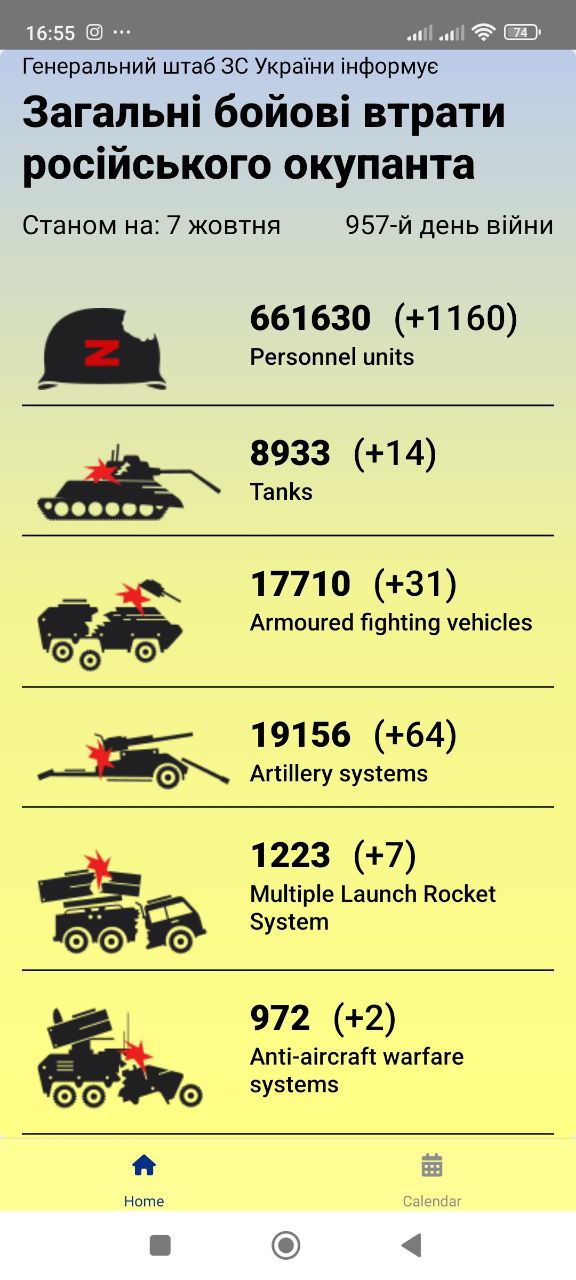 16:55
74
Генеральний штаб ЗС України інформує
Загальні бойові втрати
російського окупанта
Станом на: 7 жовтня 957-й день війни
Z
661630 (+1160)
Personnel units
8933 (+14)
Tanks
17710 (+31)
Armoured fighting vehicles
19156 (+64)
Artillery systems
1223 (+7)
Multiple Launch Rocket
System
972 (+2)
Anti-aircraft warfare
systems
Home Calendar